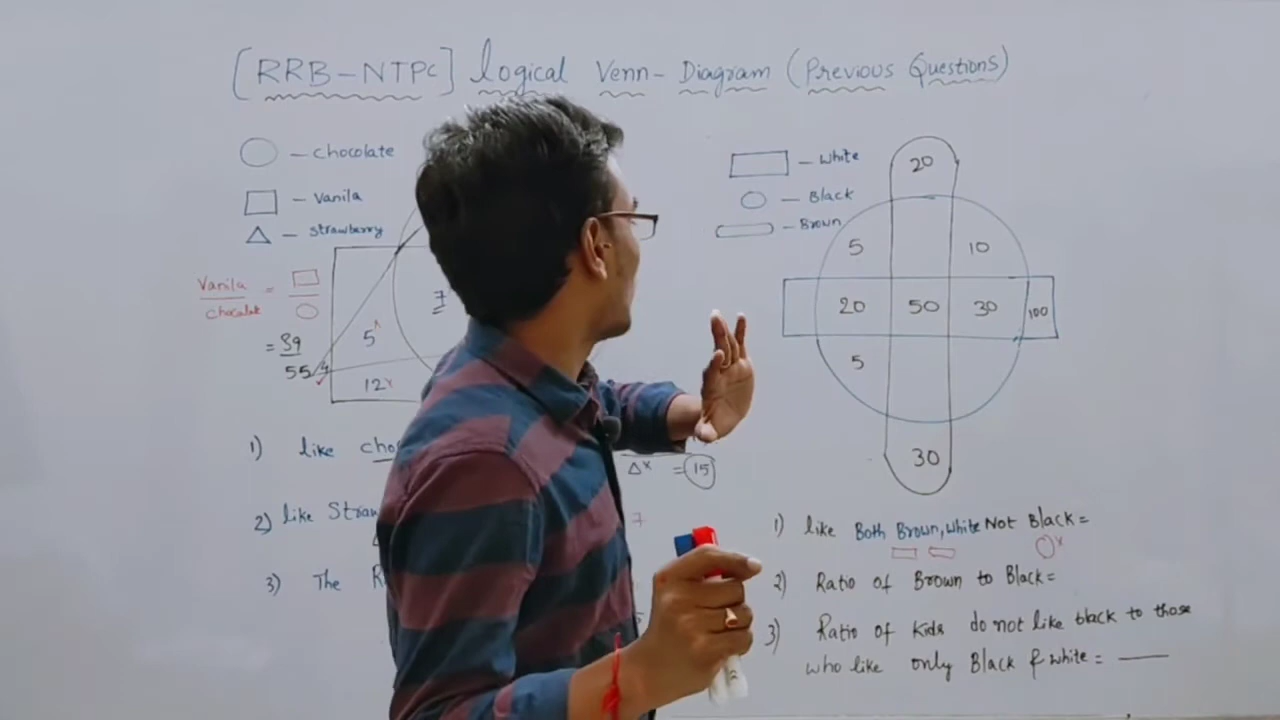 [RRB-NTPC] Logical Venn-Diagram (Previous Questions)
- chocolate
- Vanila
- strawberry
Vanila
chocolat
=
= 39
55
7
5
4
12
1) like cho
2) like Straw
3) The R
= 15
7
- White
- Black
- Brown
20
5 10
20 50 30 100
5
30
1) like Both Brown, White Not Black =
2) Ratio of Brown to Black =
3) Ratio of Kids do not like black to those
who like only Black & white =